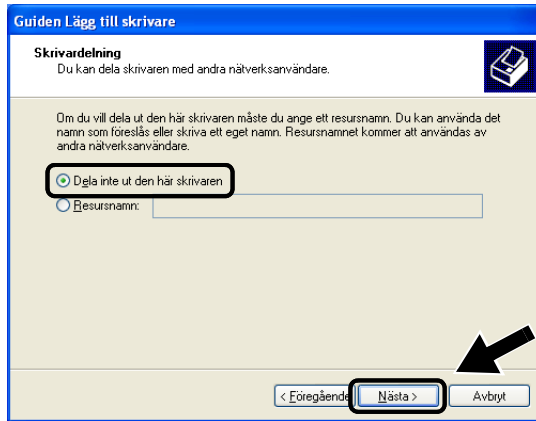 Guiden Lägg till skrivare
Skrivardelning
Du kan dela skrivaren med andra nätverksanvändare.
Om du vill dela ut den här skrivaren måste du ange ett resursnamn. Du kan använda det
namn som föreslås eller skriva ett eget namn. Resursnamnet kommer att användas av
andra nätverksanvändare.
Dela inte ut den här skrivaren
Resursnamn:
< Föregående Nästa > Avbryt